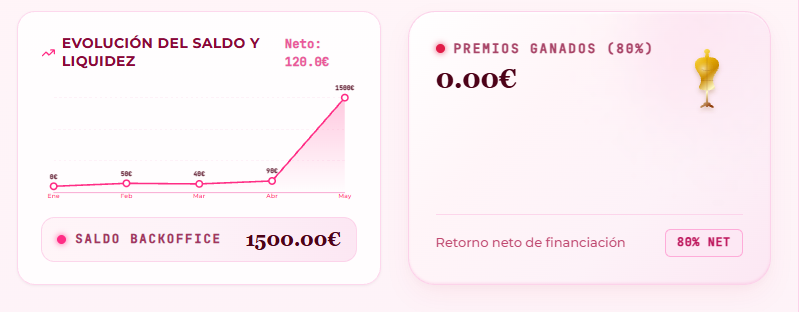 EVOLUCIÓN DEL SALDO Y LIQUIDEZ
Neto: 120.0€
1500€
0€
50€
40€
90€
Ene
Feb
Mar
Abr
May
SALDO BACKOFFICE
1500.00€
PREMIOS GANADOS (80%)
0.00€
Retorno neto de financiación
80% NET